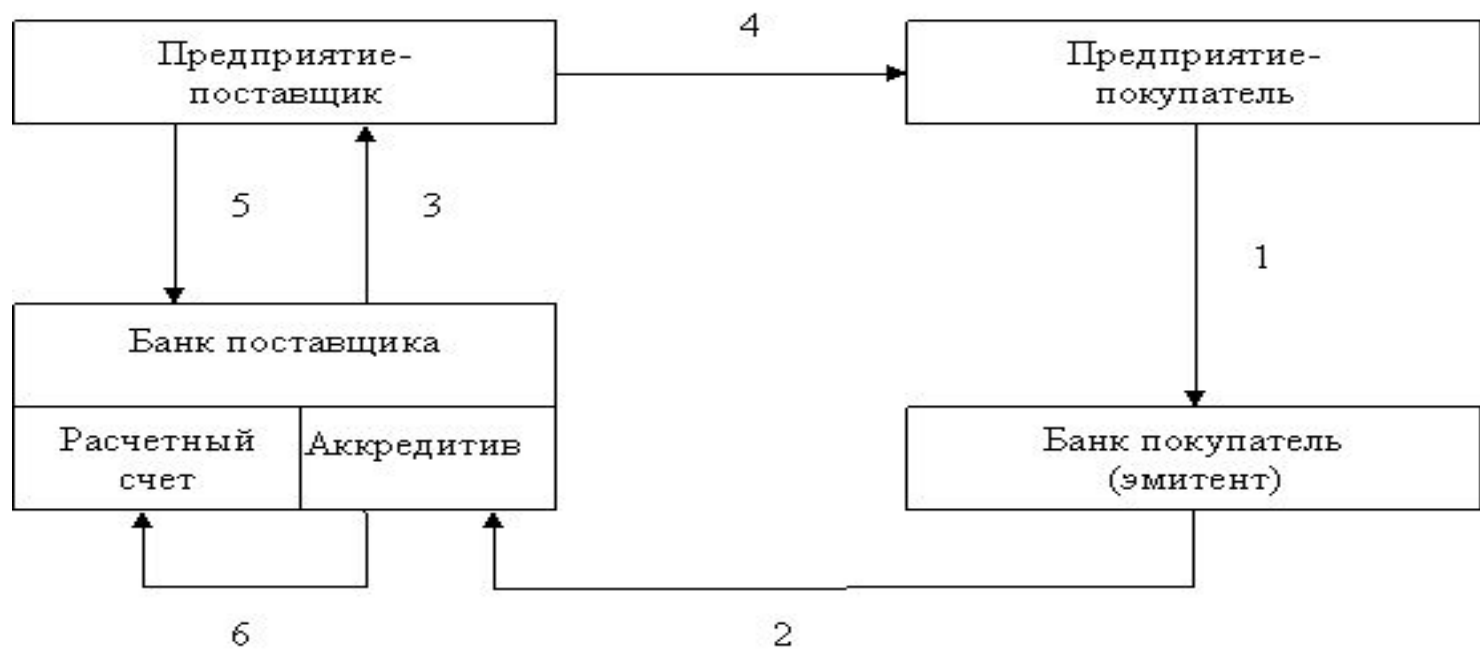 4
Предприятие-
поставщик
Предприятие-
покупатель
5
3
1
Банк поставщика
Расчетный
счет
Аккредитив
Банк покупатель
(эмитент)
6
2